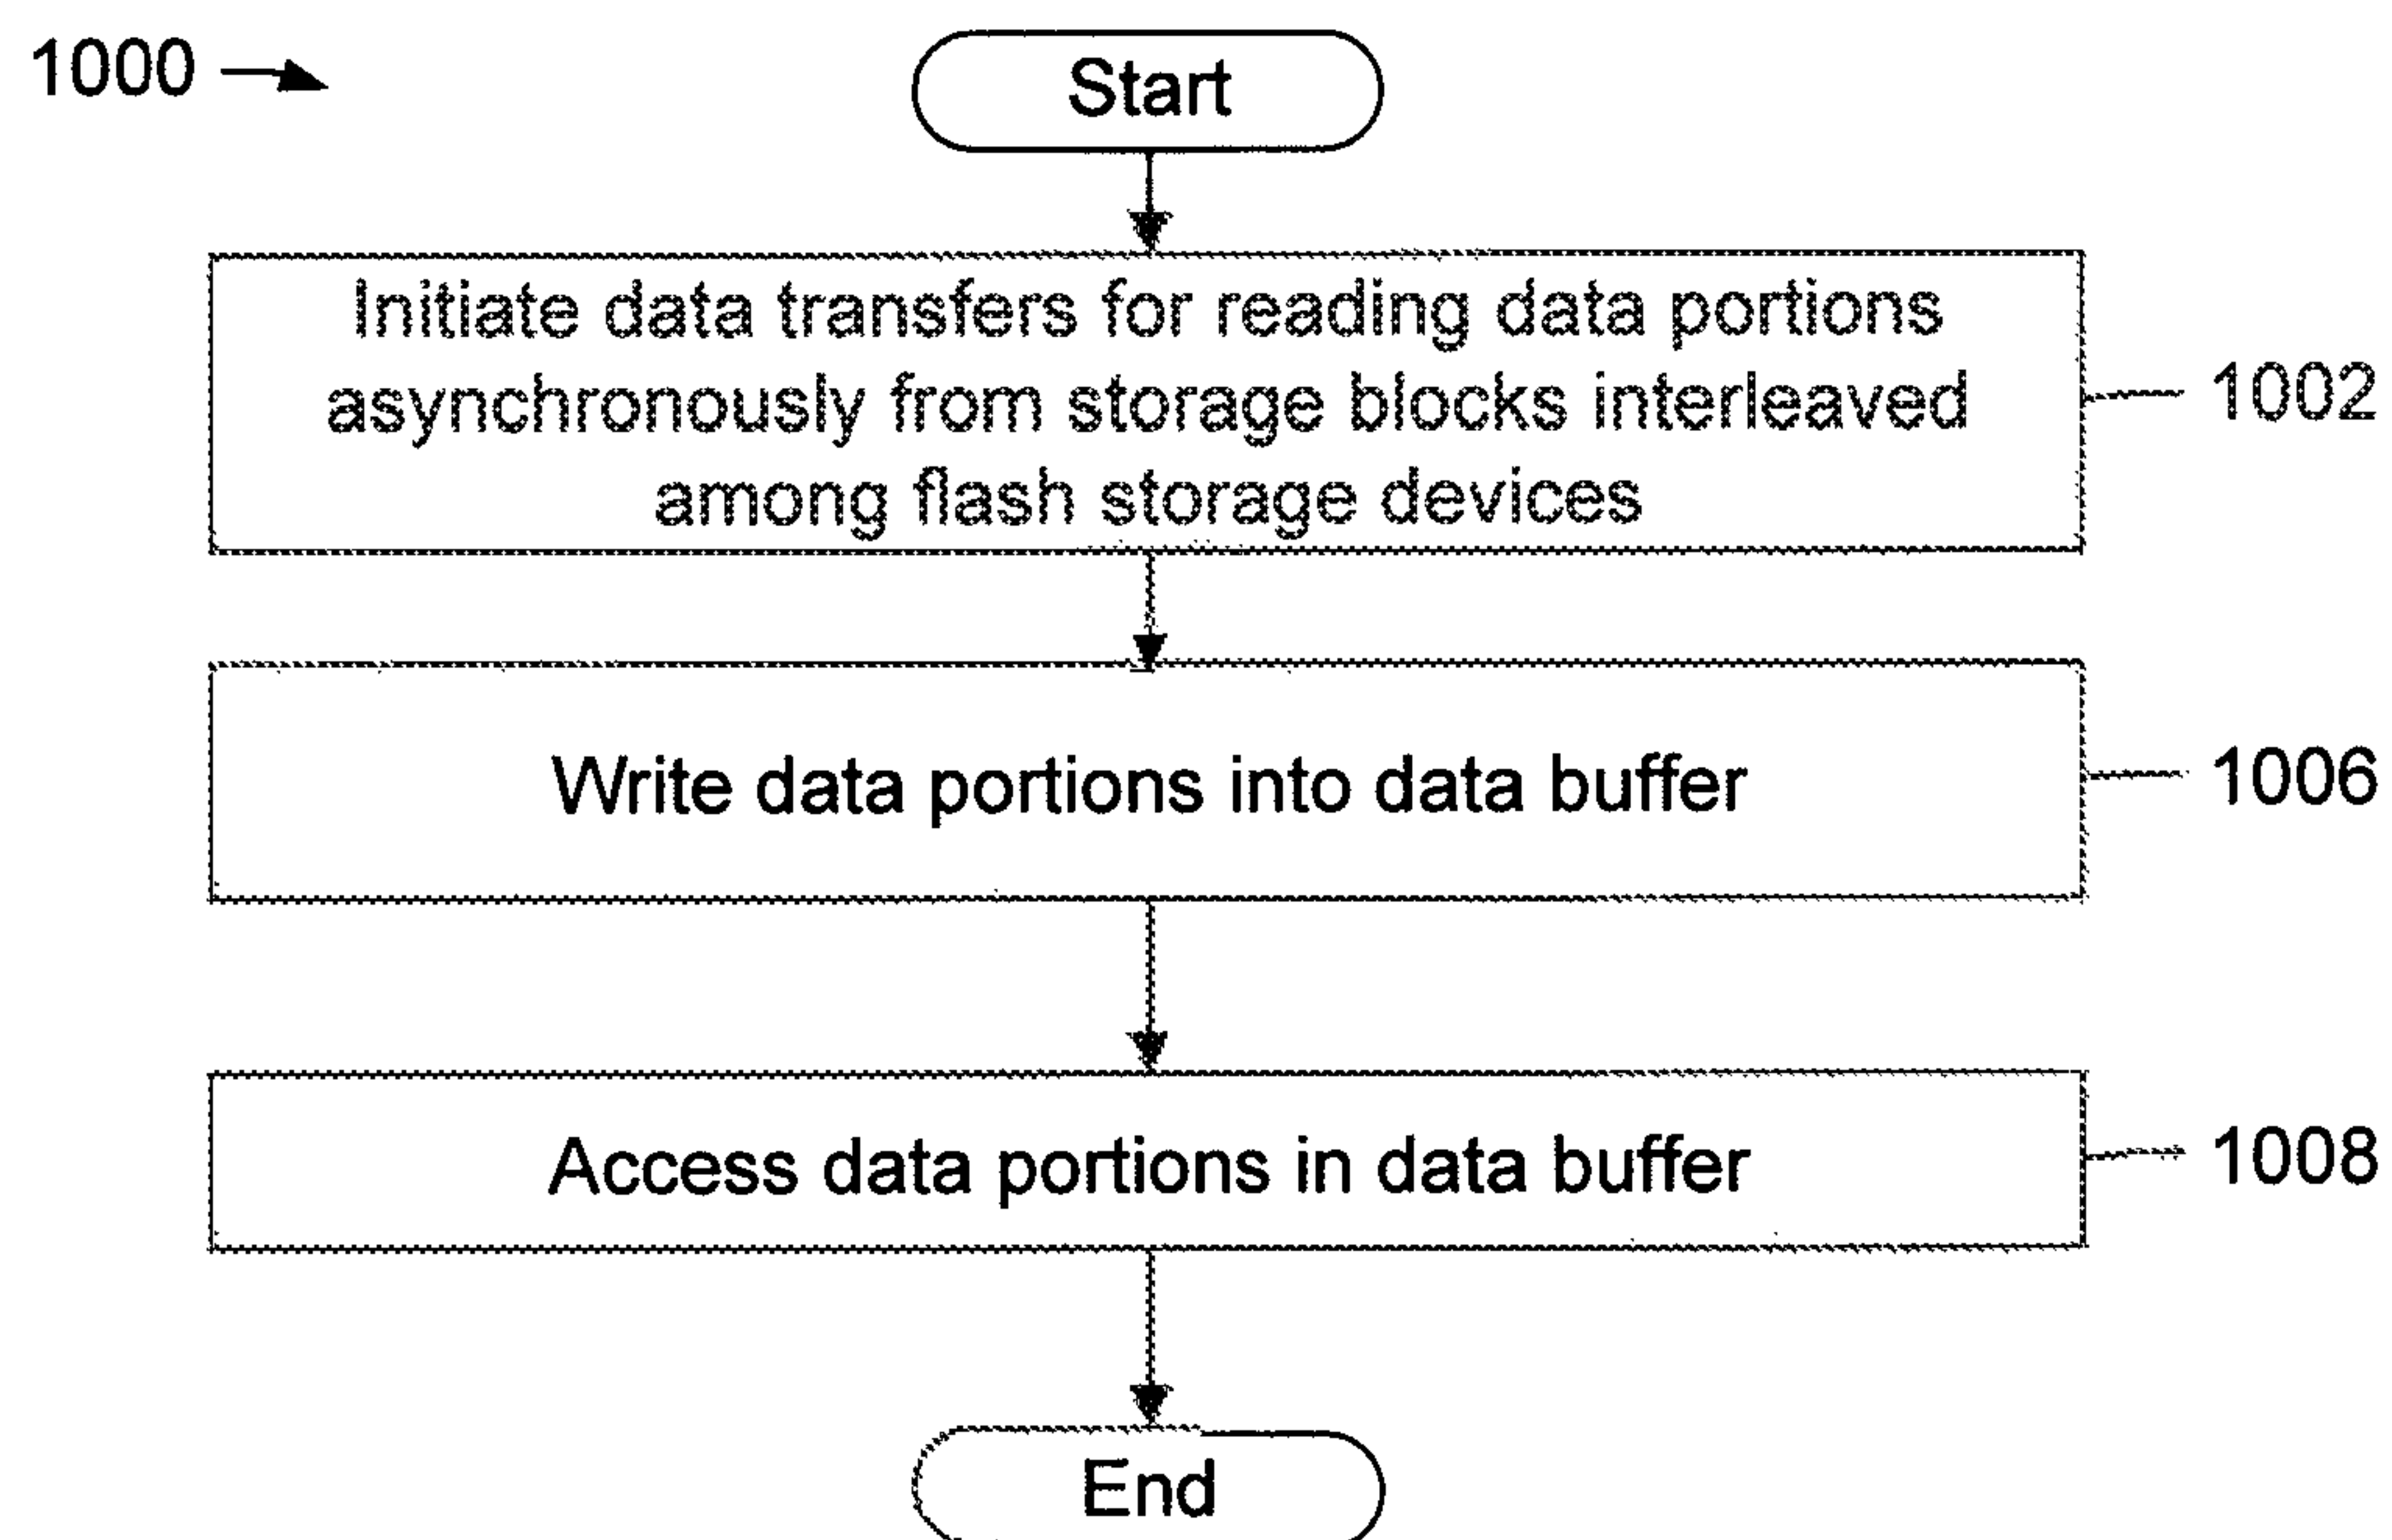 1000
Start
Initiate data transfers for reading data portions
asynchronously from storage blocks interleaved
among flash storage devices
1002
Write data portions into data buffer
1006
Access data portions in data buffer
1008
End